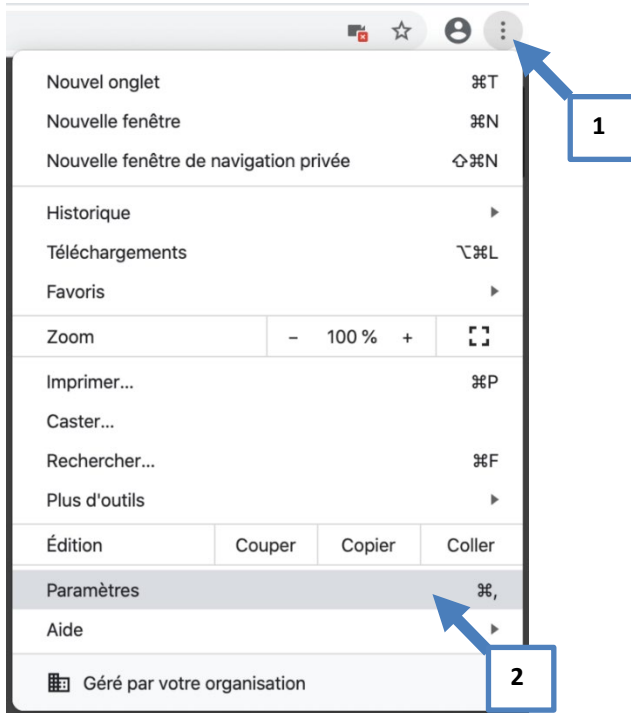 1
Nouvel onglet ⌘T
Nouvelle fenêtre ⌘N
Nouvelle fenêtre de navigation privée ⇧⌘N
Historique
Téléchargements ⌥⌘L
Favoris
Zoom - 100 % +
Imprimer... ⌘P
Caster...
Rechercher... ⌘F
Plus d'outils
Édition Couper Copier Coller
Paramètres ⌘,
Aide
2
Géré par votre organisation